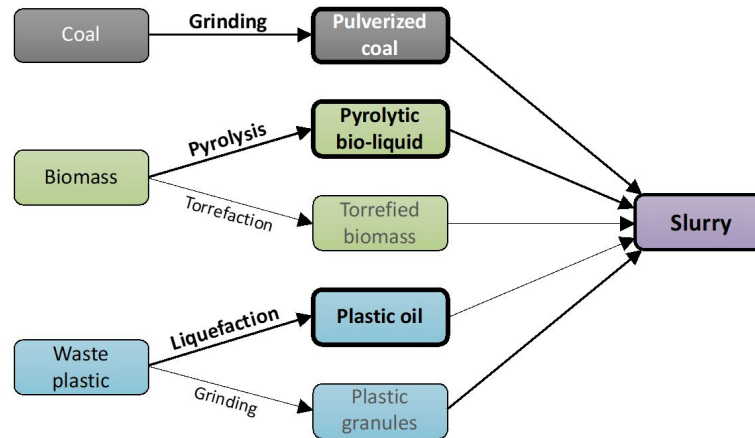 Coal
Grinding
Pulverized
coal
Biomass
Pyrolysis
Pyrolytic
bio-liquid
Torrefaction
Torrefied
biomass
Slurry
Waste
plastic
Liquefaction
Plastic oil
Grinding
Plastic
granules